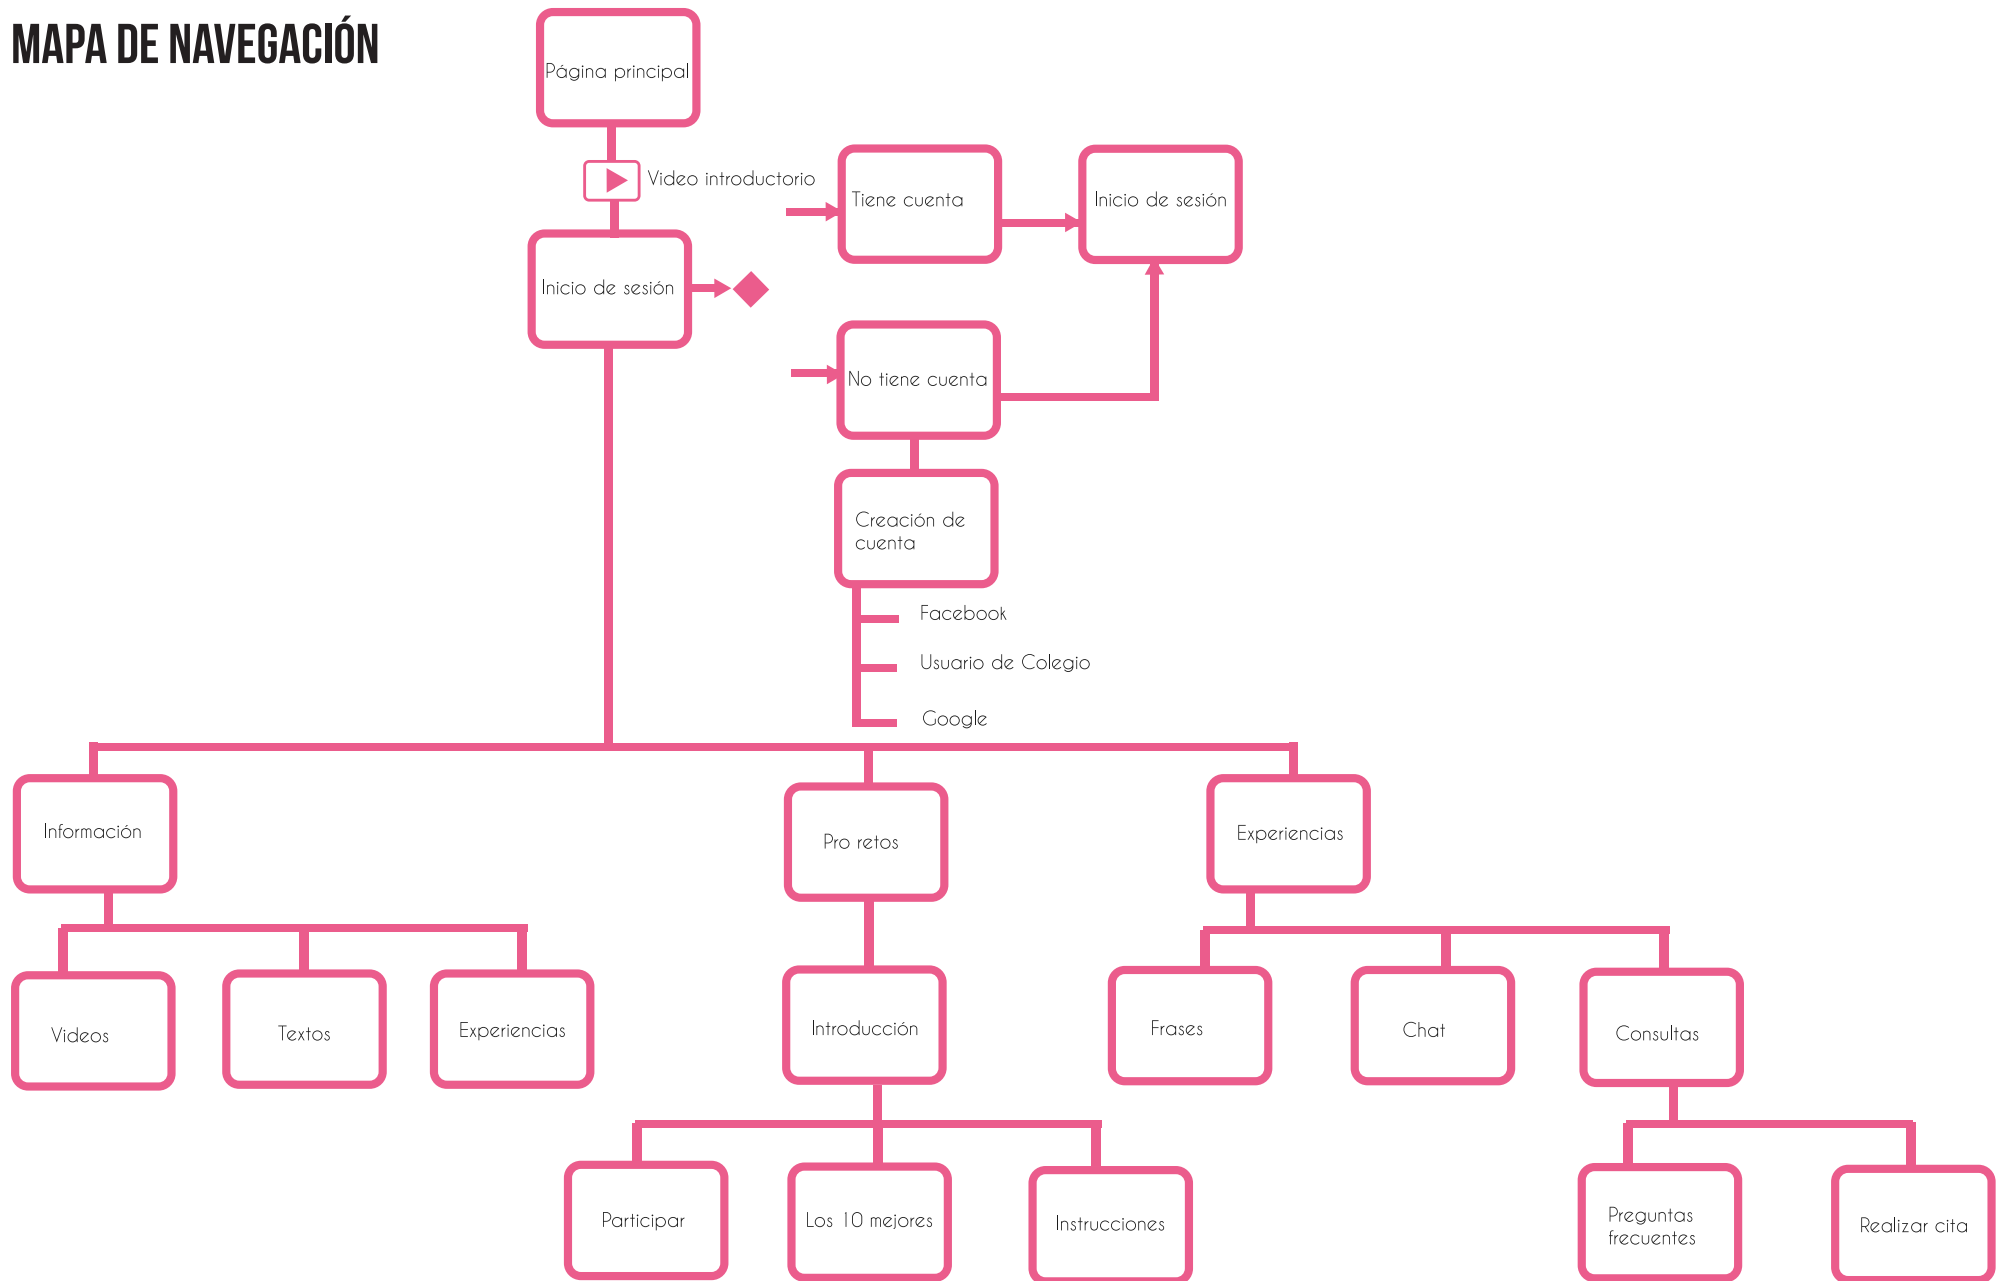 MAPA DE NAVEGACIÓN
Página principal
Video introductorio
Tiene cuenta
Inicio de sesión
Inicio de sesión
No tiene cuenta
Creación de
cuenta
Facebook
Usuario de Colegio
Google
Información
Pro retos
Experiencias
Videos
Textos
Experiencias
Introducción
Frases
Chat
Consultas
Participar
Los 10 mejores
Instrucciones
Preguntas
frecuentes
Realizar cita